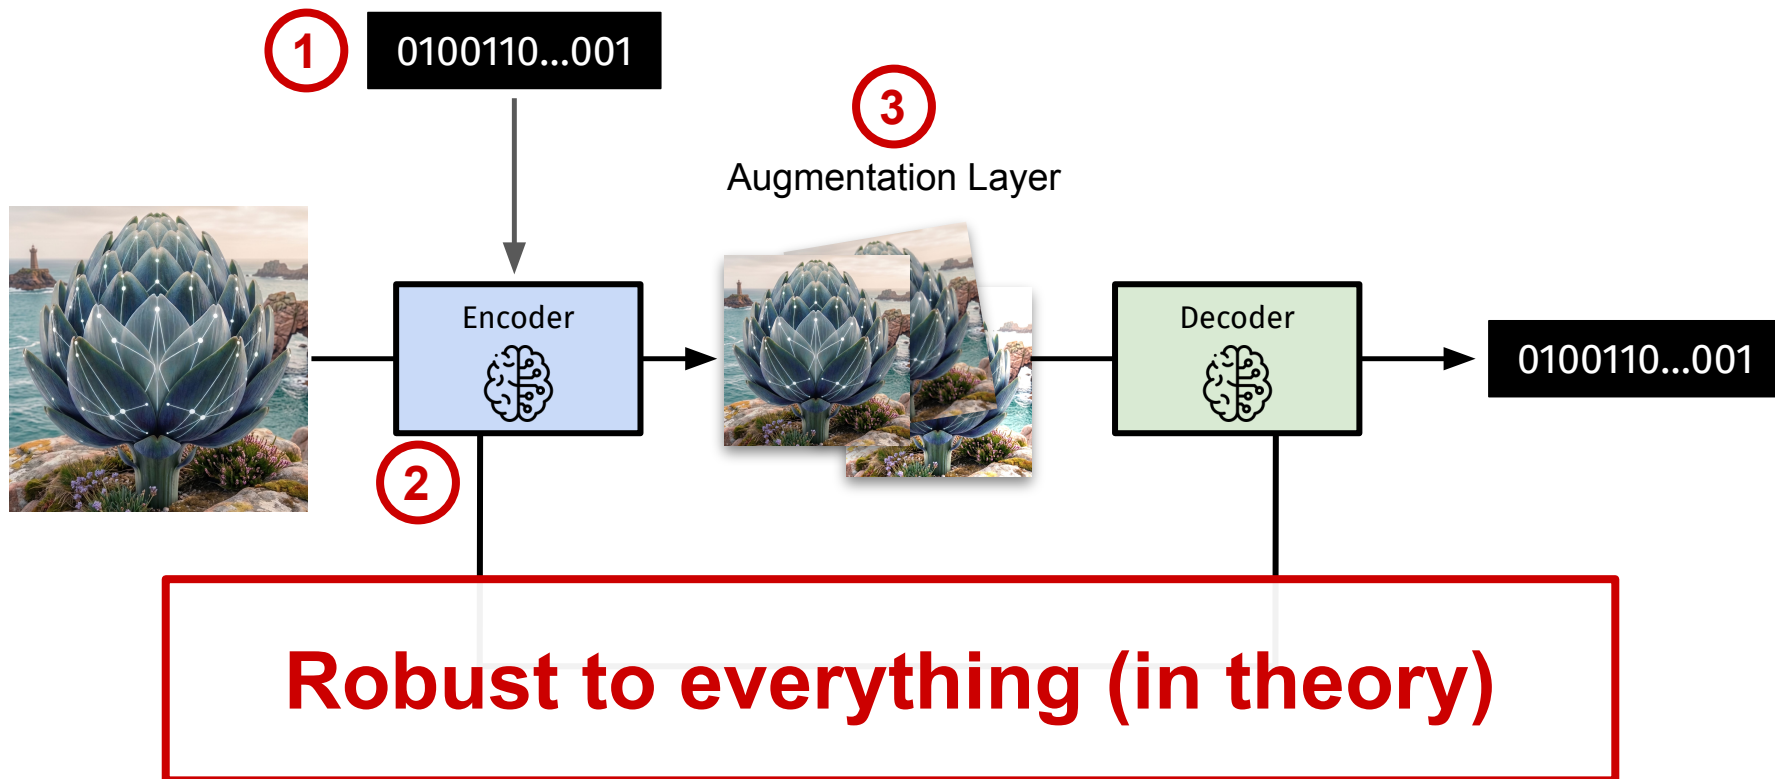 1
0100110...001
3
Augmentation Layer
Encoder
Decoder
0100110...001
2
Robust to everything (in theory)